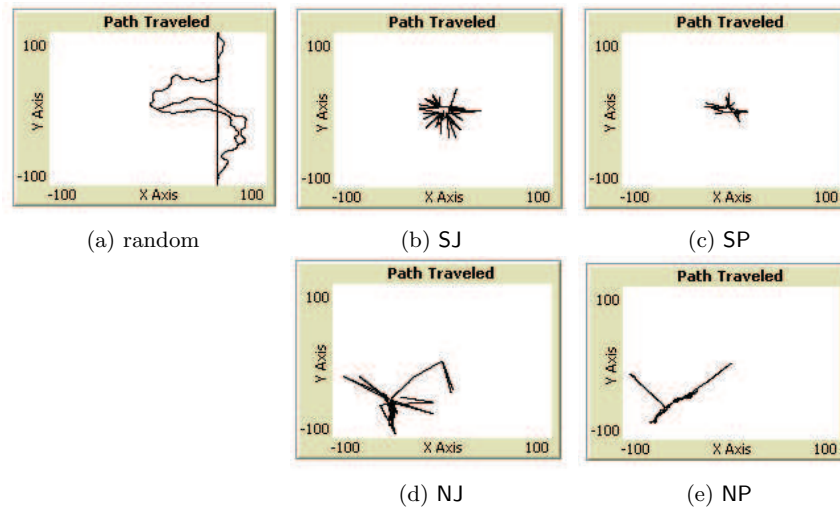 Path Traveled
100
Y Axis
-100
-100 X Axis 100
(a) random
Path Traveled
100
Y Axis
-100
-100 X Axis 100
(b) SJ
Path Traveled
100
Y Axis
-100
-100 X Axis 100
(c) SP
Path Traveled
100
Y Axis
-100
-100 X Axis 100
(d) NJ
Path Traveled
100
Y Axis
-100
-100 X Axis 100
(e) NP